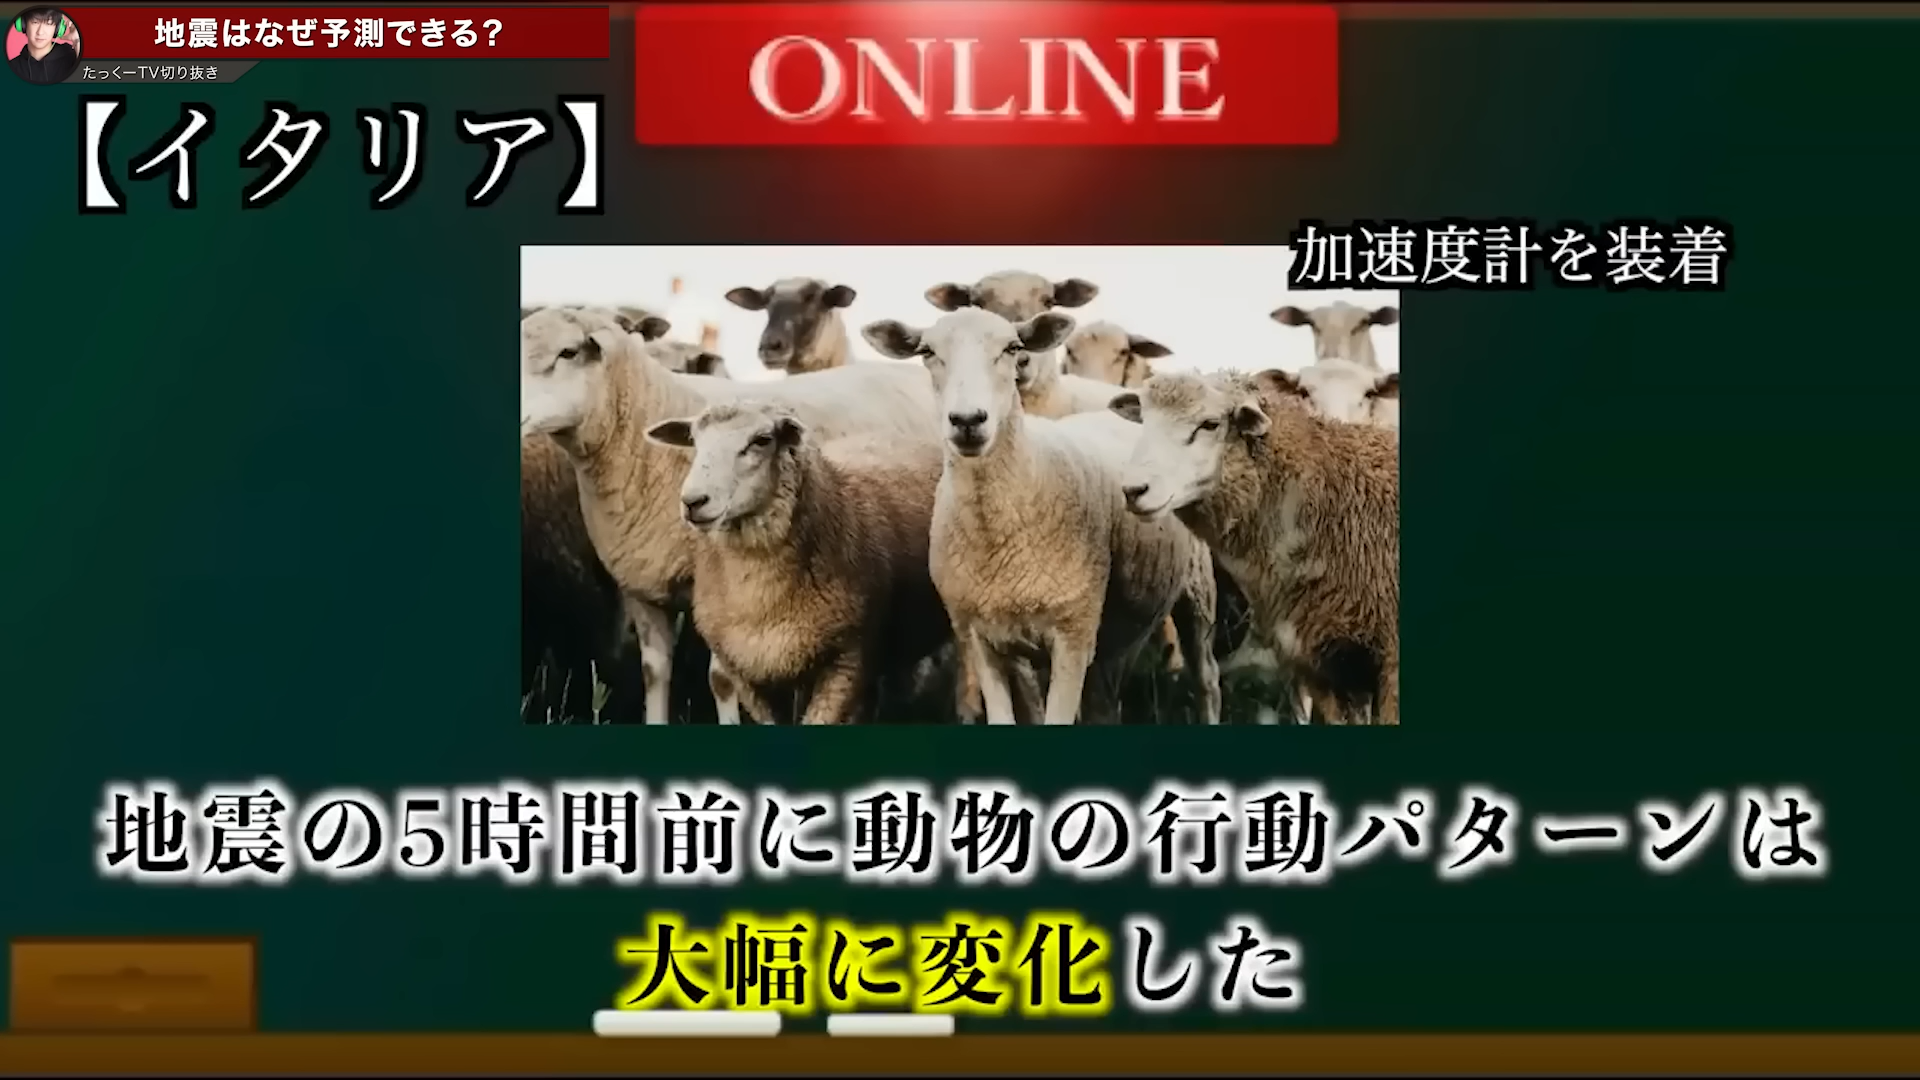 地震はなぜ予測できる?
たっくーTV切り抜き
ONLINE
【イタリア】
加速度計を装着
地震の5時間前に動物の行動パターンは
大幅に変化した